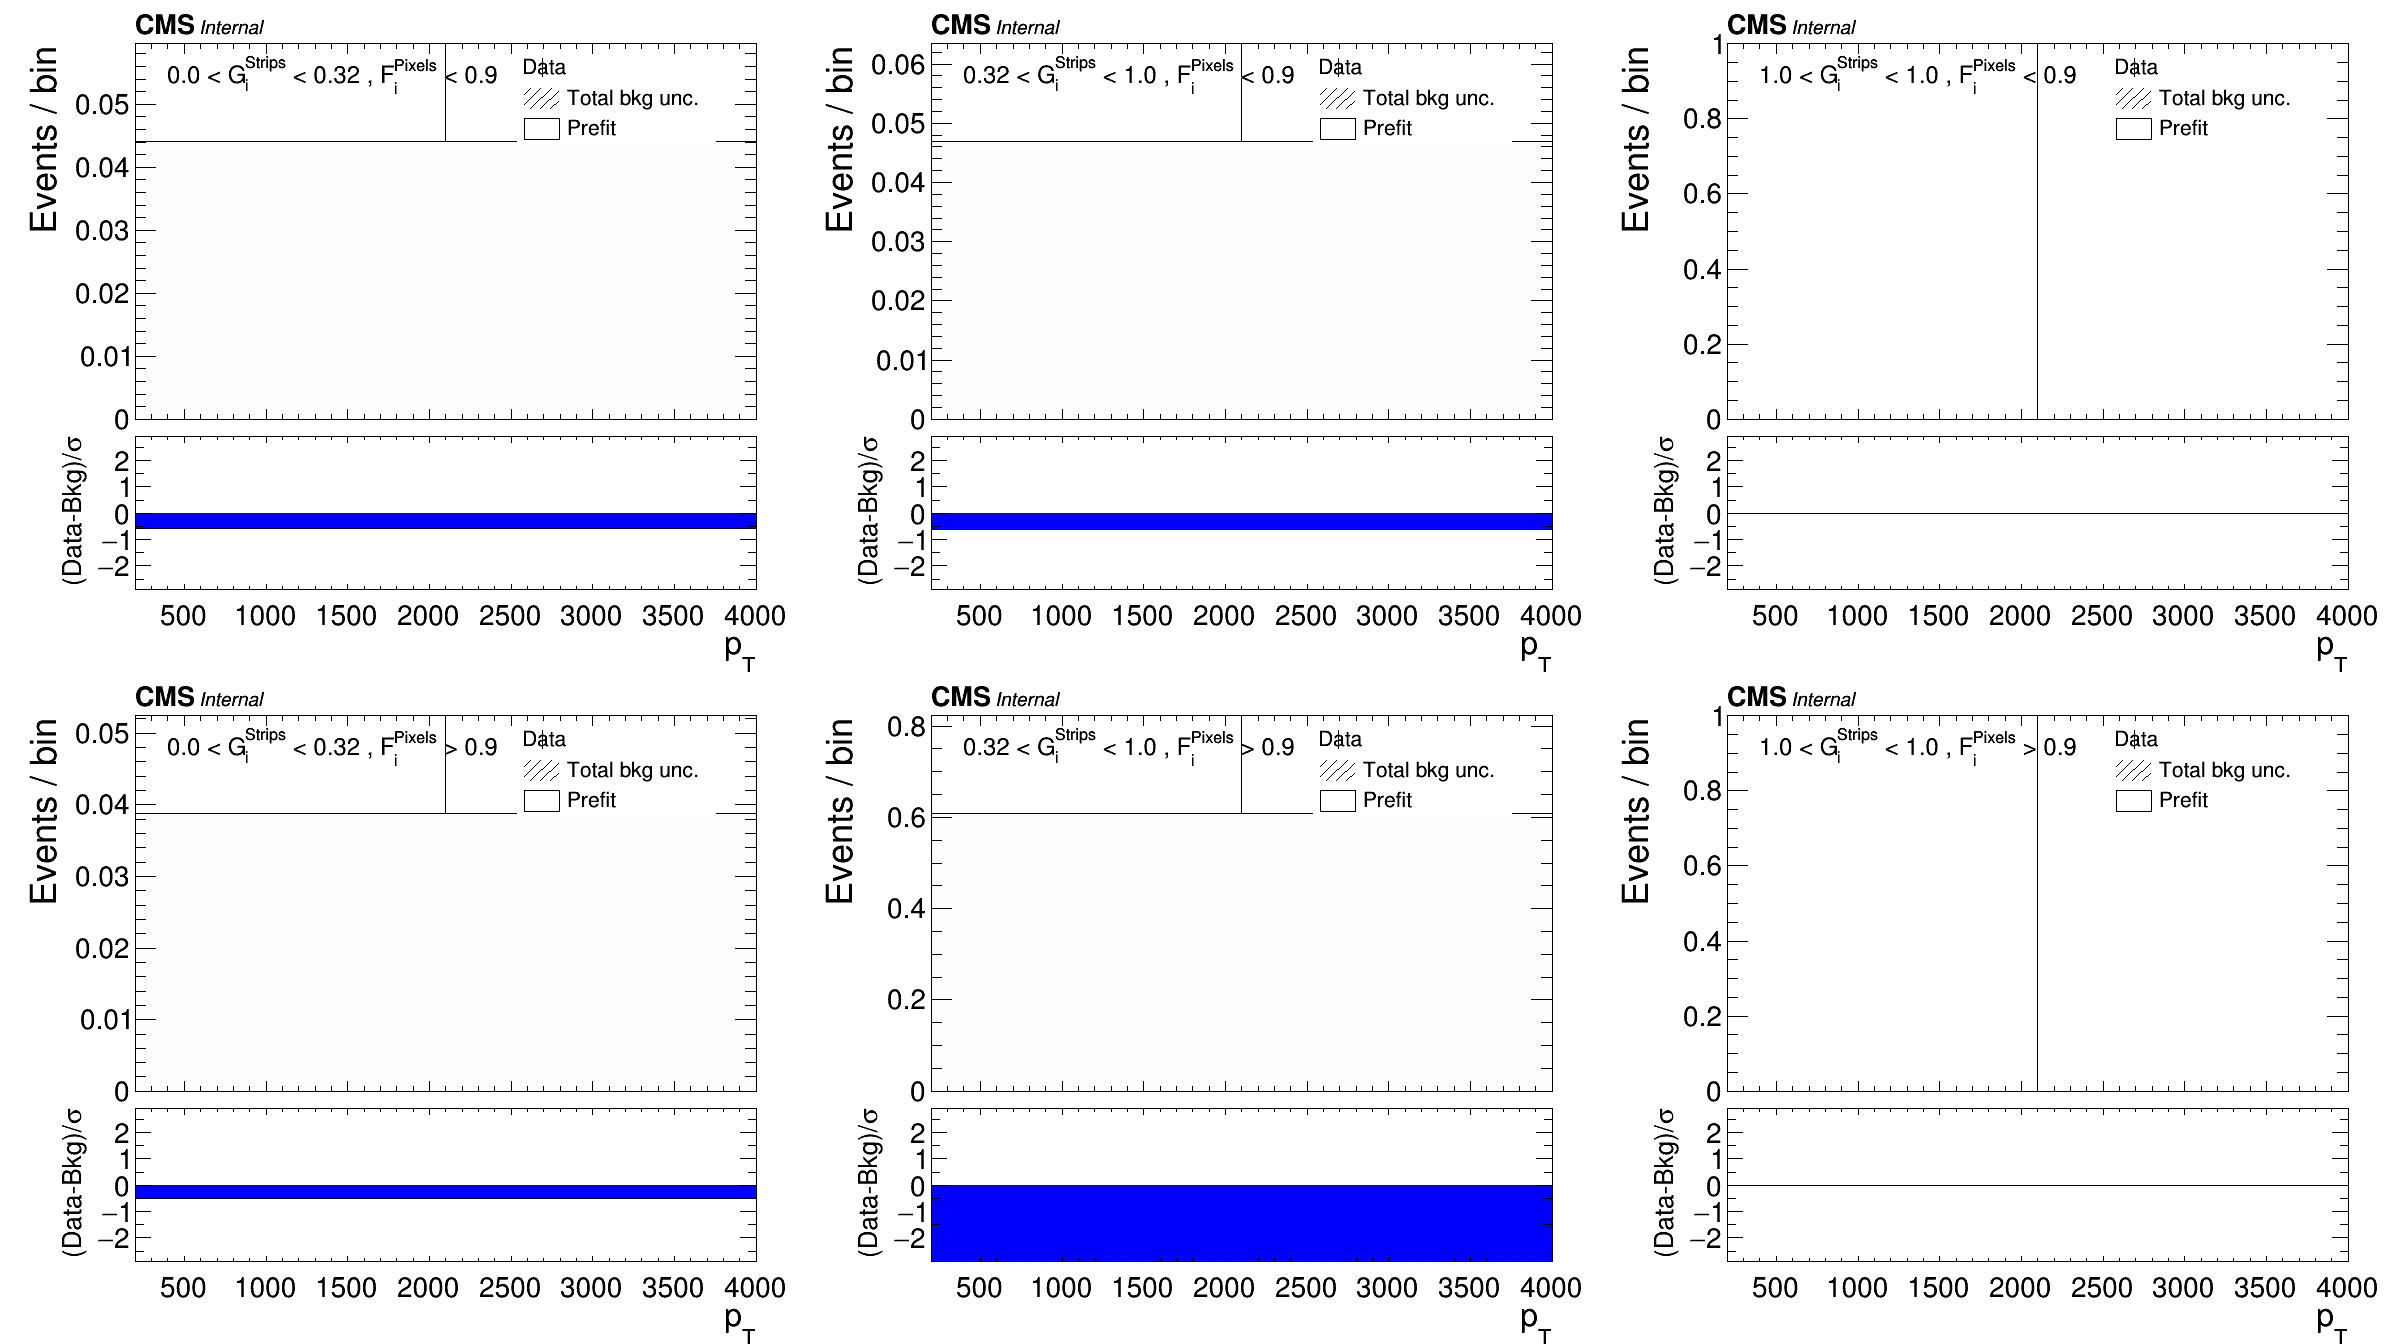 CMS Internal
0.0 < G_i^Strips < 0.32 , F_i^Pixels < 0.9
Data
Total bkg unc.
Prefit
Events / bin
0.05
0.04
0.03
0.02
0.01
0
(Data-Bkg)/σ
2
1
0
−1
−2
500 1000 1500 2000 2500 3000 3500 4000
p_T
CMS Internal
0.32 < G_i^Strips < 1.0 , F_i^Pixels < 0.9
Data
Total bkg unc.
Prefit
Events / bin
0.06
0.05
0.04
0.03
0.02
0.01
0
(Data-Bkg)/σ
2
1
0
−1
−2
500 1000 1500 2000 2500 3000 3500 4000
p_T
CMS Internal
1.0 < G_i^Strips < 1.0 , F_i^Pixels < 0.9
Data
Total bkg unc.
Prefit
Events / bin
1
0.8
0.6
0.4
0.2
0
(Data-Bkg)/σ
2
1
0
−1
−2
500 1000 1500 2000 2500 3000 3500 4000
p_T
CMS Internal
0.0 < G_i^Strips < 0.32 , F_i^Pixels > 0.9
Data
Total bkg unc.
Prefit
Events / bin
0.05
0.04
0.03
0.02
0.01
0
(Data-Bkg)/σ
2
1
0
−1
−2
500 1000 1500 2000 2500 3000 3500 4000
p_T
CMS Internal
0.32 < G_i^Strips < 1.0 , F_i^Pixels > 0.9
Data
Total bkg unc.
Prefit
Events / bin
0.8
0.6
0.4
0.2
0
(Data-Bkg)/σ
2
1
0
−1
−2
500 1000 1500 2000 2500 3000 3500 4000
p_T
CMS Internal
1.0 < G_i^Strips < 1.0 , F_i^Pixels > 0.9
Data
Total bkg unc.
Prefit
Events / bin
1
0.8
0.6
0.4
0.2
0
(Data-Bkg)/σ
2
1
0
−1
−2
500 1000 1500 2000 2500 3000 3500 4000
p_T